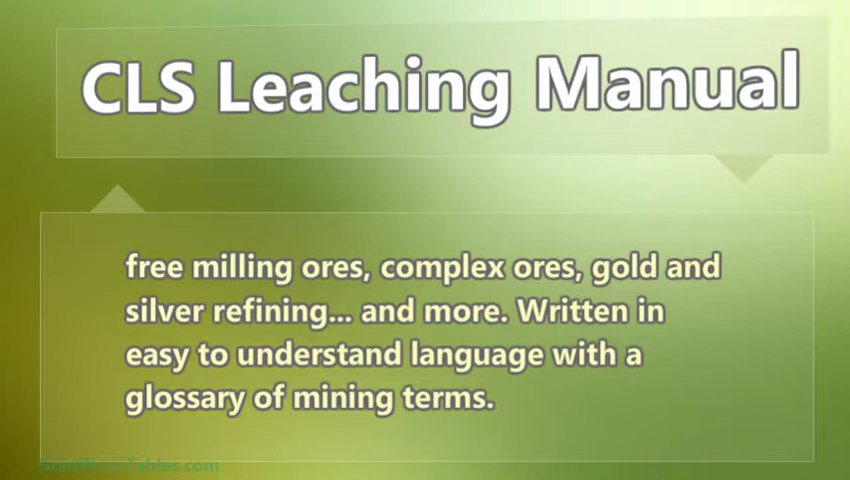 CLS Leaching Manual
free milling ores, complex ores, gold and
silver refining... and more. Written in
easy to understand language with a
glossary of mining terms.